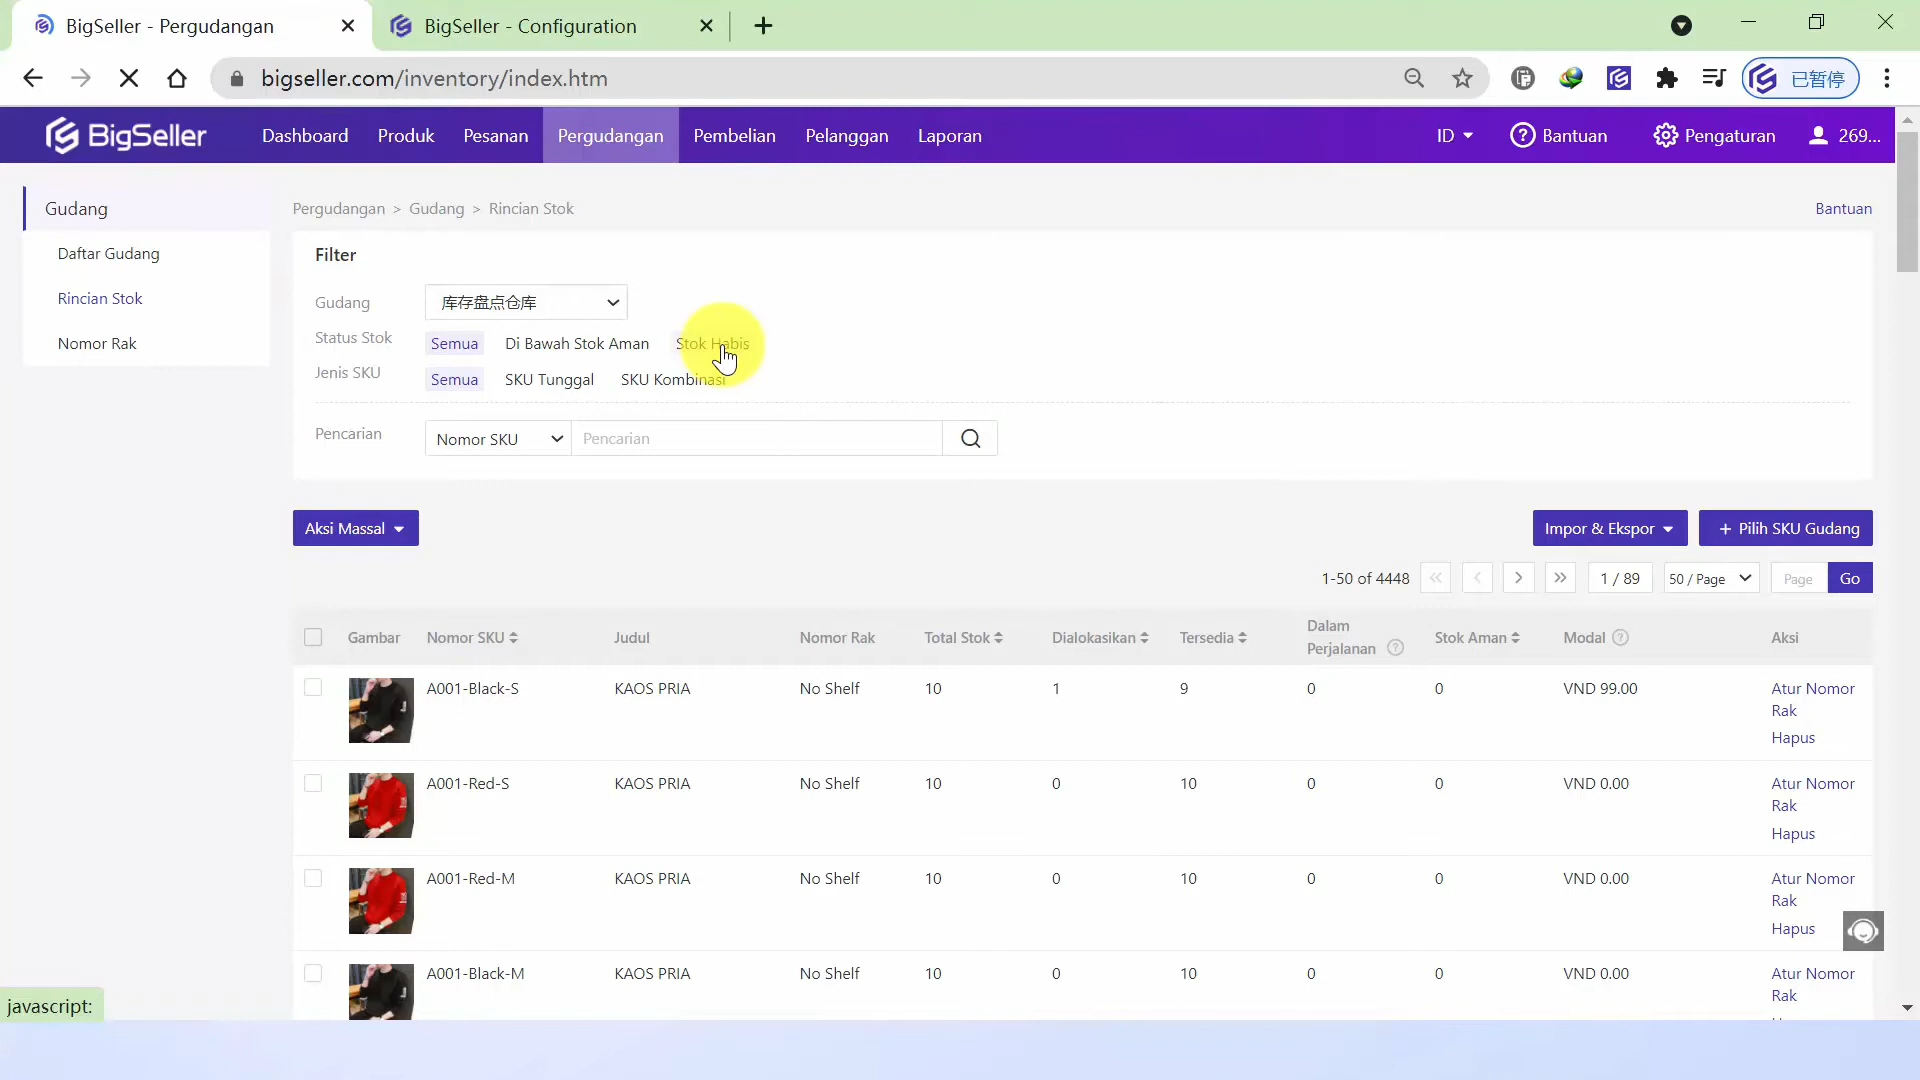 BigSeller - Pergudangan
BigSeller - Configuration
bigseller.com/inventory/index.htm
已暂停
BigSeller
Dashboard
Produk
Pesanan
Pergudangan
Pembelian
Pelanggan
Laporan
ID
Bantuan
Pengaturan
269...
Gudang
Daftar Gudang
Rincian Stok
Nomor Rak
Pergudangan > Gudang > Rincian Stok
Bantuan
Filter
Gudang
库存盘点仓库
Status Stok
Semua
Di Bawah Stok Aman
Stok Habis
Jenis SKU
Semua
SKU Tunggal
SKU Kombinasi
Pencarian
Nomor SKU
Pencarian
Aksi Massal
Impor & Ekspor
+ Pilih SKU Gudang
1-50 of 4448
1 / 89
50 / Page
Page
Go
Gambar
Nomor SKU
Judul
Nomor Rak
Total Stok
Dialokasikan
Tersedia
Dalam
Perjalanan
Stok Aman
Modal
Aksi
A001-Black-S
KAOS PRIA
No Shelf
10
1
9
0
0
VND 99.00
Atur Nomor
Rak
Hapus
A001-Red-S
KAOS PRIA
No Shelf
10
0
10
0
0
VND 0.00
Atur Nomor
Rak
Hapus
A001-Red-M
KAOS PRIA
No Shelf
10
0
10
0
0
VND 0.00
Atur Nomor
Rak
Hapus
A001-Black-M
KAOS PRIA
No Shelf
10
0
10
0
0
VND 0.00
Atur Nomor
Rak
javascript: